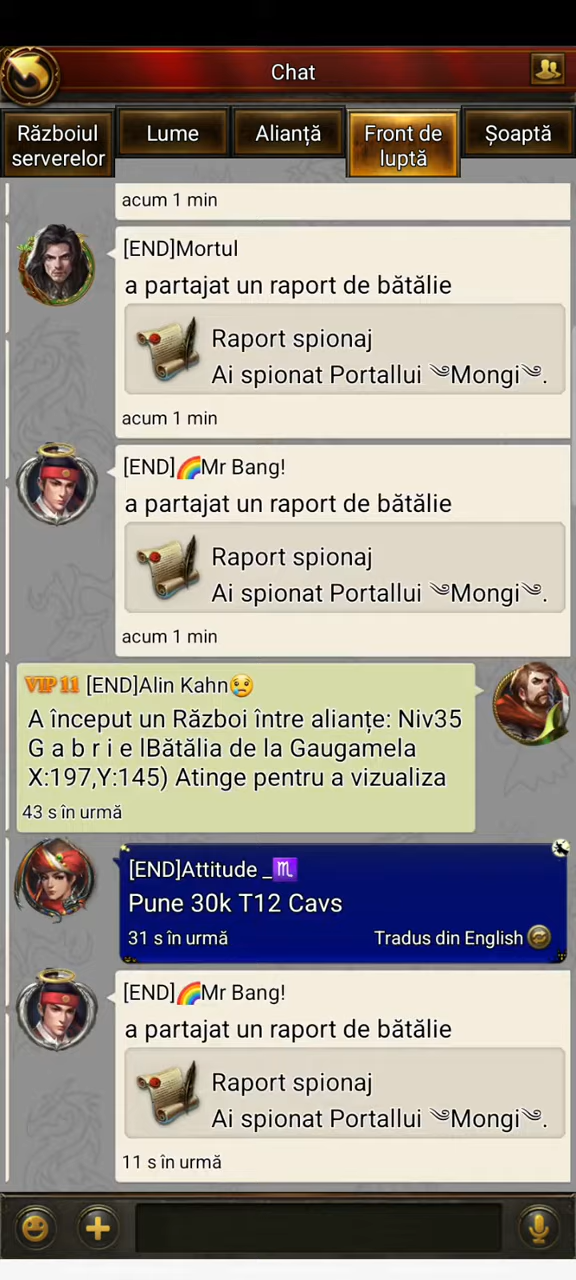 Chat
Războiul
serverelor
Lume
Alianță
Front de
luptă
Șoaptă
acum 1 min
[END]Mortul
a partajat un raport de bătălie
Raport spionaj
Ai spionat Portallui ༄Mongi༄.
acum 1 min
[END]🌈Mr Bang!
a partajat un raport de bătălie
Raport spionaj
Ai spionat Portallui ༄Mongi༄.
acum 1 min
VIP 11 [END]Alin Kahn😢
A început un Război între alianțe: Niv35
G a b r i e lBătălia de la Gaugamela
X:197,Y:145) Atinge pentru a vizualiza
43 s în urmă
[END]Attitude _♏
Pune 30k T12 Cavs
31 s în urmă
Tradus din English
[END]🌈Mr Bang!
a partajat un raport de bătălie
Raport spionaj
Ai spionat Portallui ༄Mongi༄.
11 s în urmă